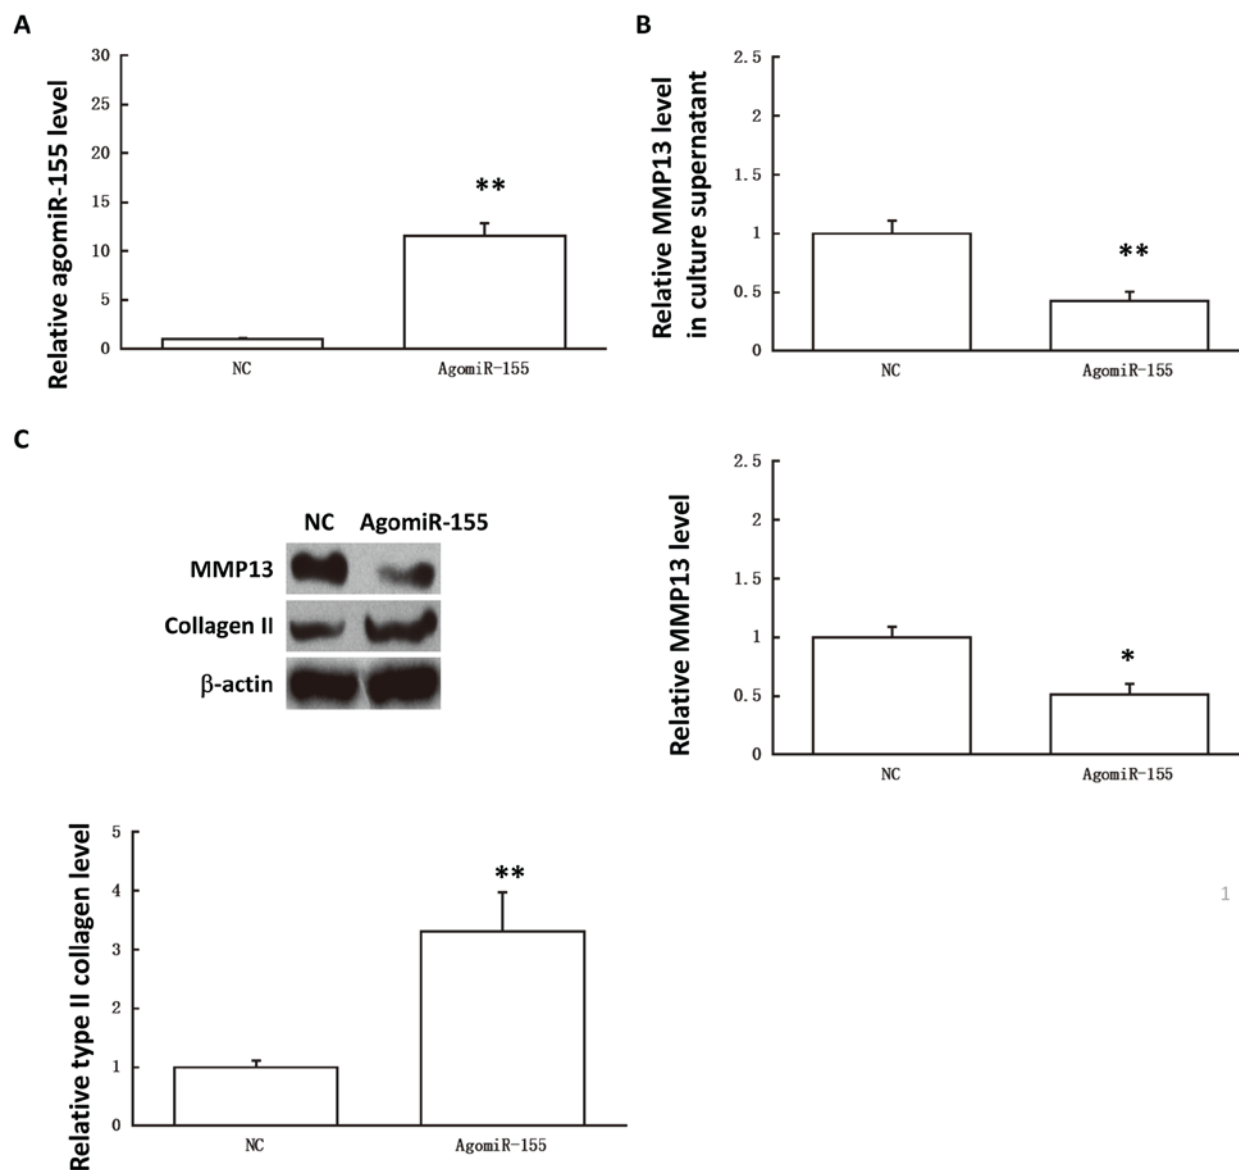 A
Relative agomiR-155 level
30
25
20
15
10
5
0
**
NC
AgomiR-155
B
Relative MMP13 level
in culture supernatant
2.5
2
1.5
1
0.5
0
**
NC
AgomiR-155
C
NC
AgomiR-155
MMP13
Collagen II
β-actin
Relative MMP13 level
2.5
2
1.5
1
0.5
0
*
NC
AgomiR-155
Relative type II collagen level
5
4
3
2
1
0
**
NC
AgomiR-155
1